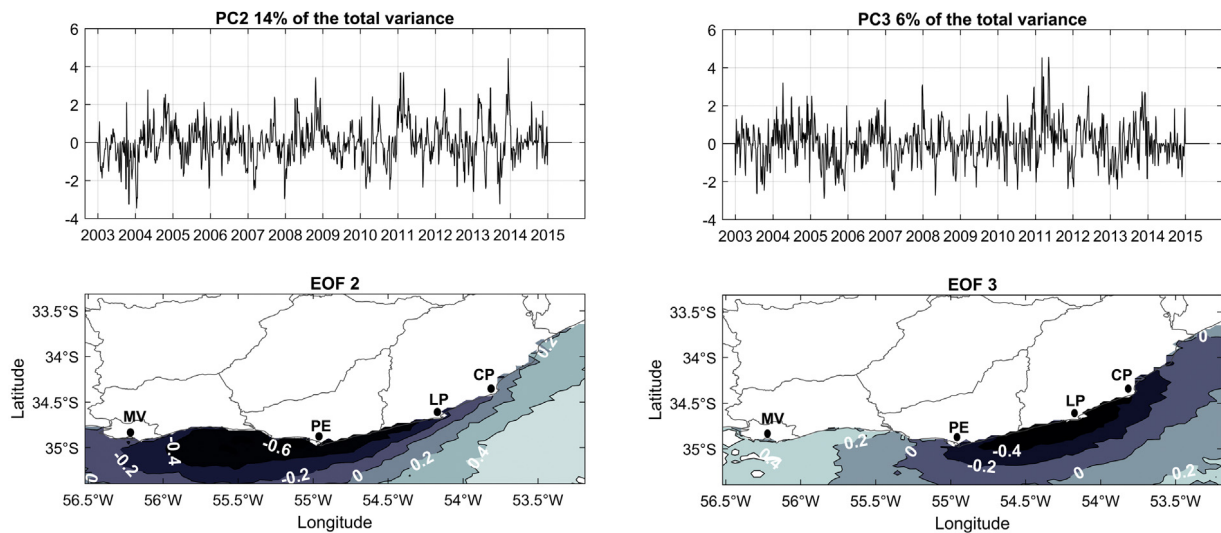 PC2 14% of the total variance
6
4
2
0
-2
-4
2003 2004 2005 2006 2007 2008 2009 2010 2011 2012 2013 2014 2015
EOF 2
33.5°S
34°S
34.5°S
35°S
Latitude
MV
PE
LP
CP
0
-0.2
-0.4
-0.6
-0.2
0
0.2
0.4
0.2
56.5°W 56°W 55.5°W 55°W 54.5°W 54°W 53.5°W
Longitude
PC3 6% of the total variance
6
4
2
0
-2
-4
2003 2004 2005 2006 2007 2008 2009 2010 2011 2012 2013 2014 2015
EOF 3
33.5°S
34°S
34.5°S
35°S
Latitude
MV
PE
LP
CP
0.4
0.2
0
-0.2
-0.4
0
0.2
0
56.5°W 56°W 55.5°W 55°W 54.5°W 54°W 53.5°W
Longitude